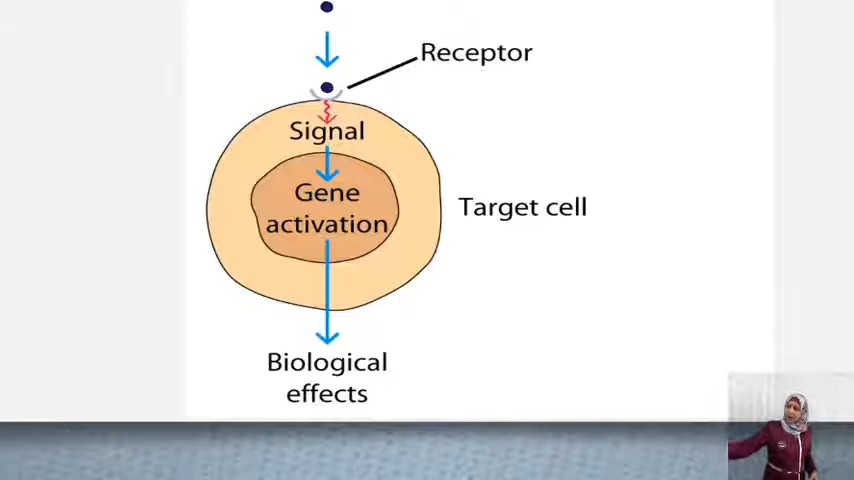 Receptor
Signal
Gene
activation
Target cell
Biological
effects